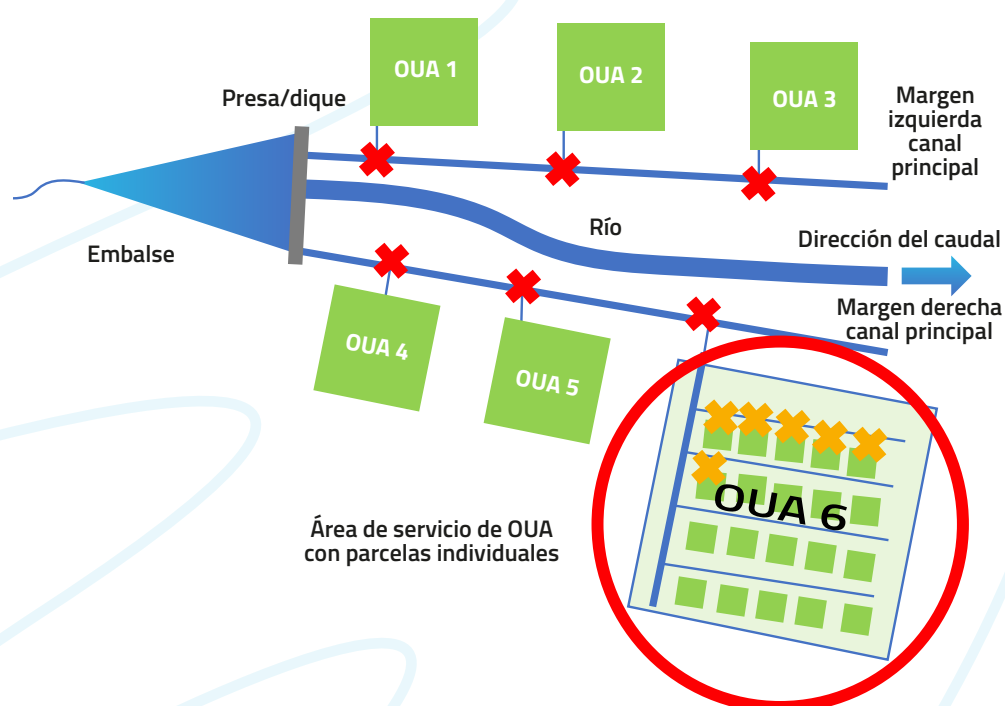 OUA 1
OUA 2
OUA 3
Presa/dique
Margen
izquierda
canal
principal
Río
Embalse
Dirección del caudal
Margen derecha
canal principal
OUA 4
OUA 5
OUA 6
Área de servicio de OUA
con parcelas individuales